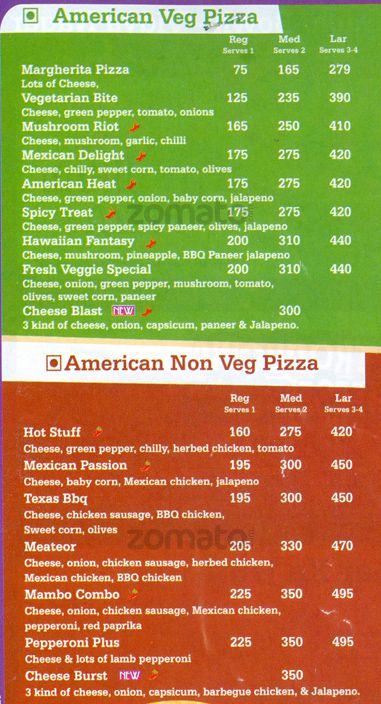 American Veg Pizza
Reg Med Lar
Serves 1 Serves 2 Serves 3-4
Margherita Pizza 75 165 279
Lots of Cheese,
Vegetarian Bite 125 235 390
Cheese, green pepper, tomato, onions
Mushroom Riot 165 250 410
Cheese, mushroom, garlic, chilli
Mexican Delight 175 275 420
Cheese, chilly, sweet corn, tomato, olives
American Heat 175 275 420
Cheese, green pepper, onion, baby corn, jalapeno
Spicy Treat 175 275 420
Cheese, green pepper, spicy paneer, olives, jalapeno
Hawaiian Fantasy 200 310 440
Cheese, mushroom, pineapple, BBQ Paneer jalapeno
Fresh Veggie Special 200 310 440
Cheese, onion, green pepper, mushroom, tomato,
olives, sweet corn, paneer
Cheese Blast NEW 300
3 kind of cheese, onion, capsicum, paneer & Jalapeno.
American Non Veg Pizza
Reg Med Lar
Serves 1 Serves 2 Serves 3-4
Hot Stuff 160 275 420
Cheese, green pepper, chilly, herbed chicken, tomato
Mexican Passion 195 300 450
Cheese, baby corn, Mexican chicken, jalapeno
Texas Bbq 195 300 450
Cheese, chicken sausage, BBQ chicken,
Sweet corn, olives
zomato
Meateor 205 330 470
Cheese, onion, chicken sausage, herbed chicken,
Mexican chicken, BBQ chicken
Mambo Combo 225 350 495
Cheese, onion, chicken sausage, Mexican chicken,
pepperoni, red paprika
Pepperoni Plus 225 350 495
Cheese & lots of lamb pepperoni
Cheese Burst NEW 350
3 kind of cheese, onion, capsicum, barbegue chicken, & Jalapeno.